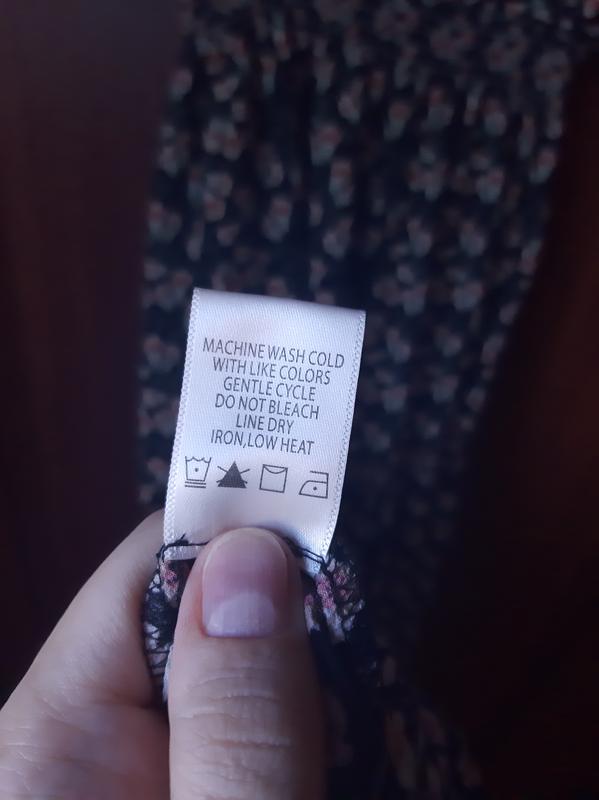 MACHINE WASH COLD
WITH LIKE COLORS
GENTLE CYCLE
DO NOT BLEACH
LINE DRY
IRON,LOW HEAT